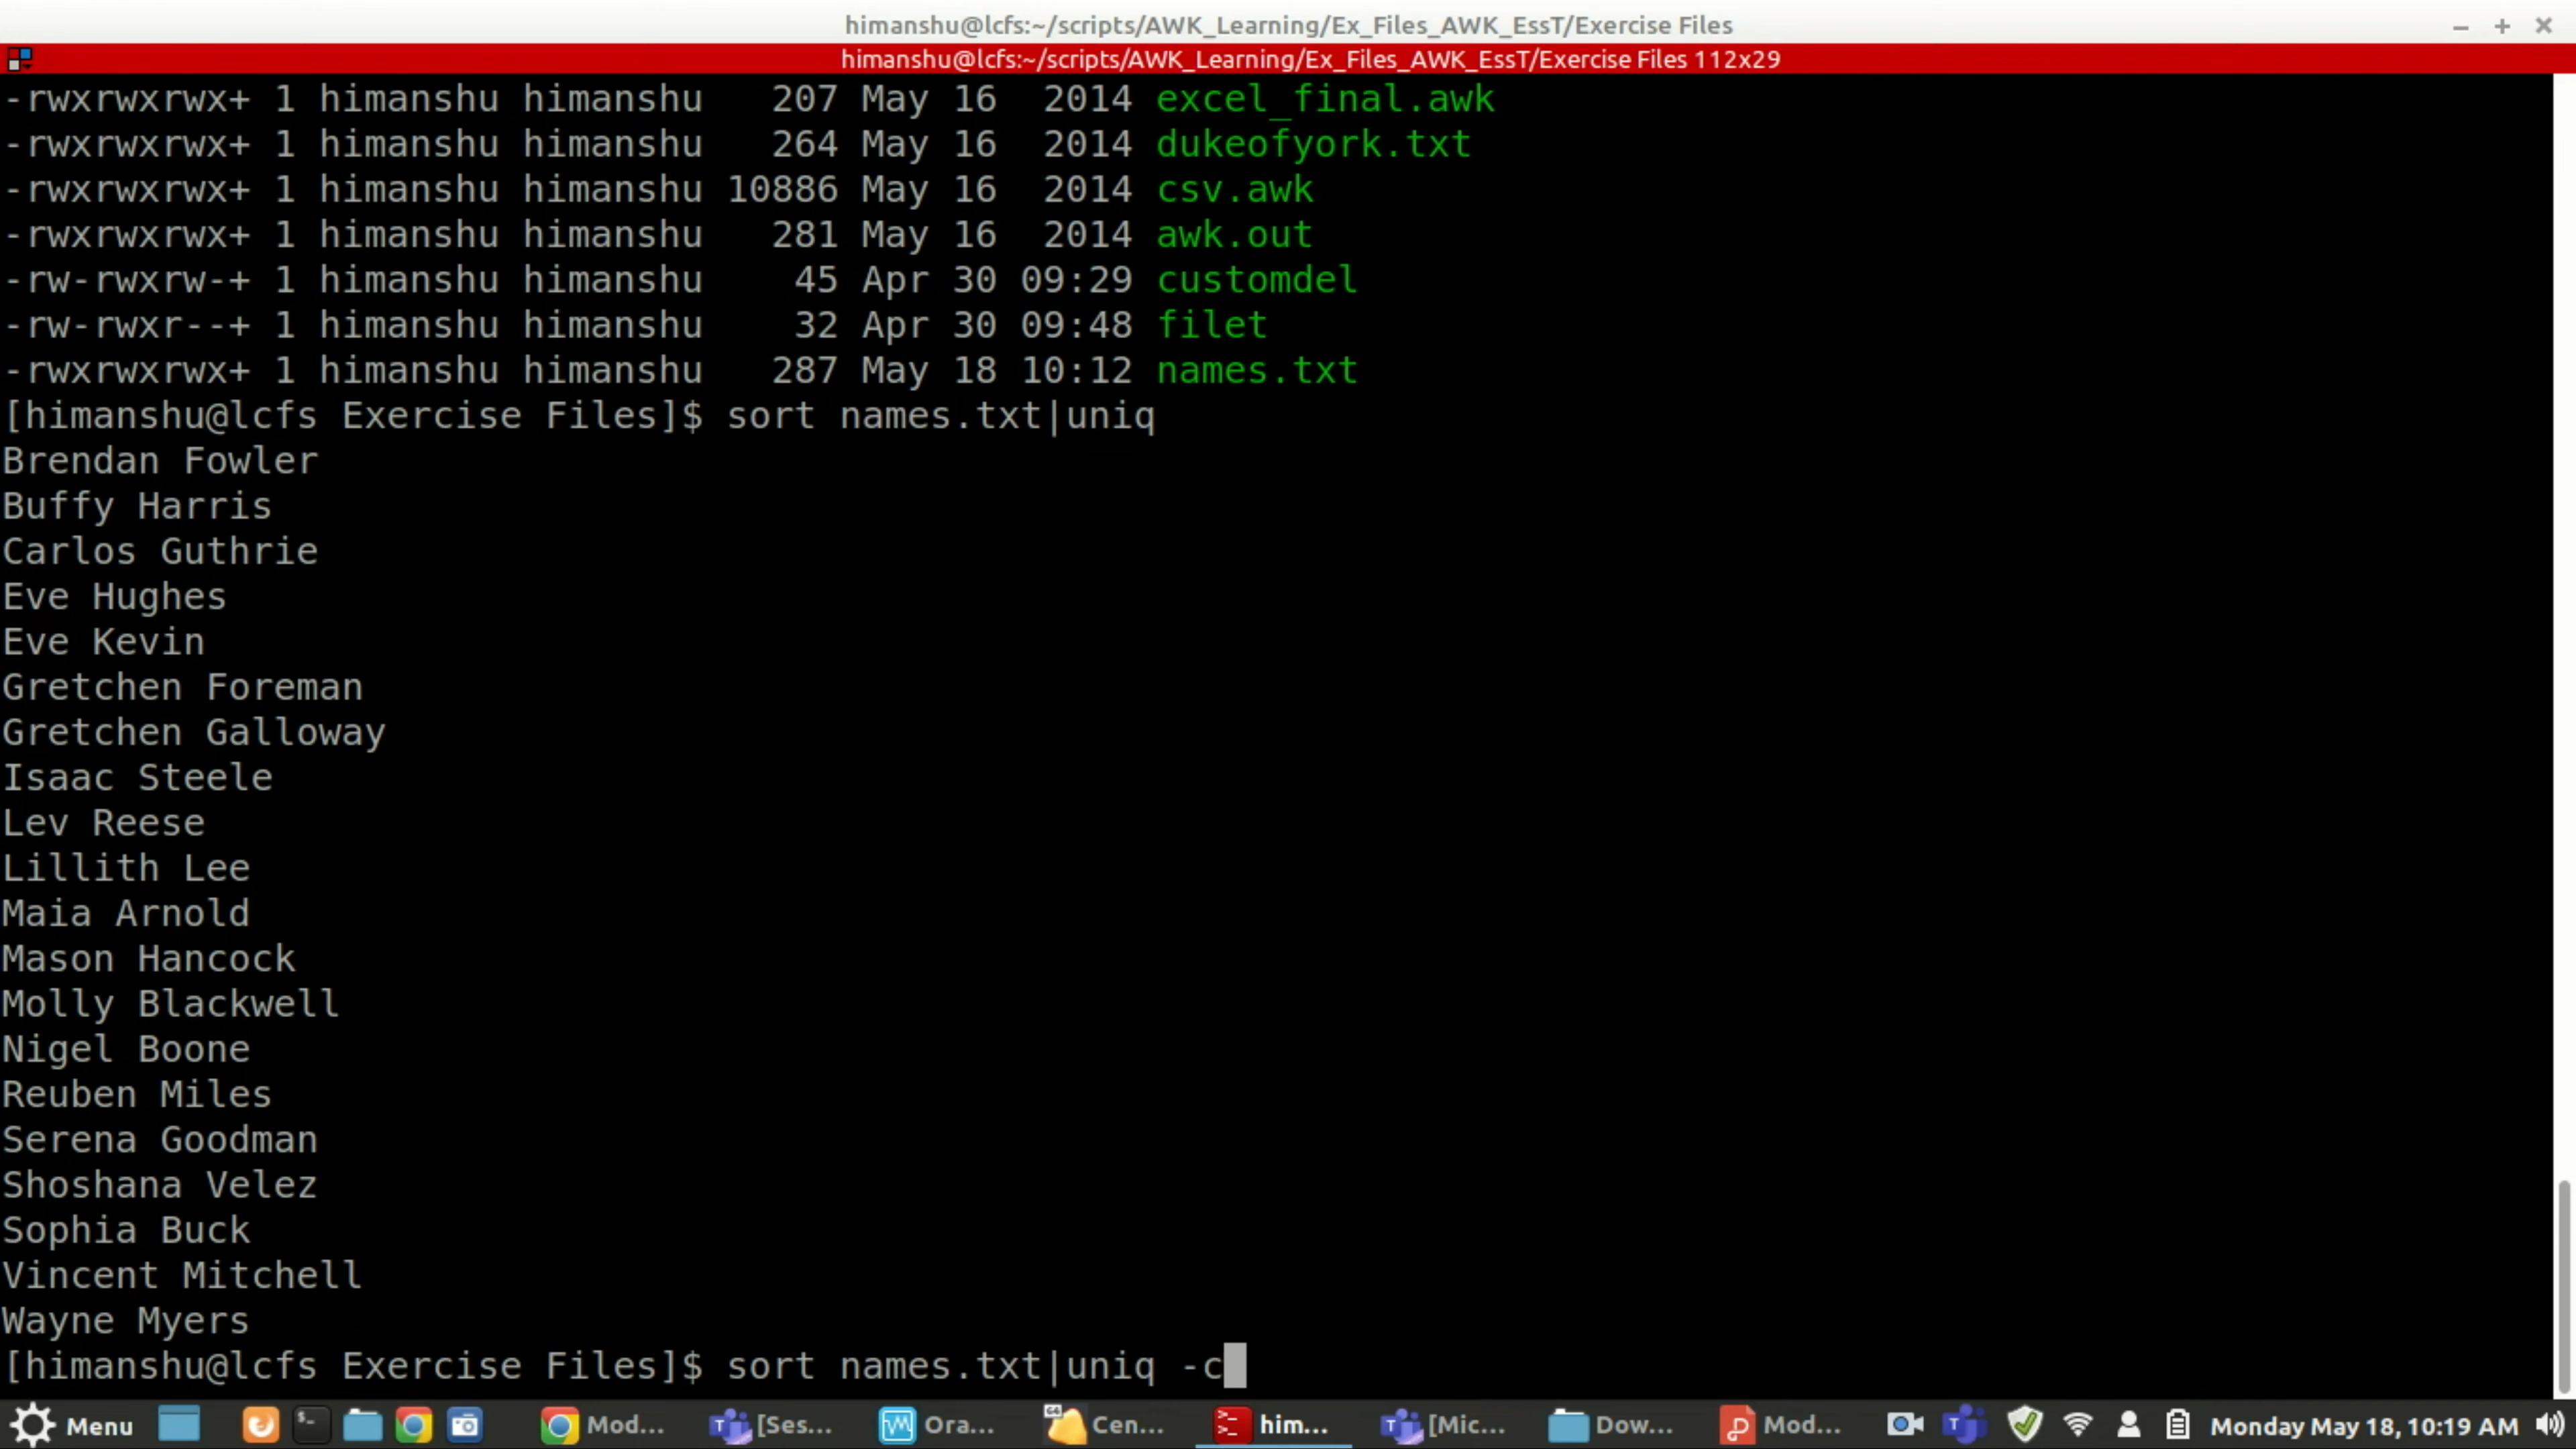 himanshu@lcfs:~/scripts/AWK_Learning/Ex_Files_AWK_EssT/Exercise Files
himanshu@lcfs:~/scripts/AWK_Learning/Ex_Files_AWK_EssT/Exercise Files 112x29
-rwxrwxrwx+ 1 himanshu himanshu   207 May 16  2014 excel_final.awk
-rwxrwxrwx+ 1 himanshu himanshu   264 May 16  2014 dukeofyork.txt
-rwxrwxrwx+ 1 himanshu himanshu 10886 May 16  2014 csv.awk
-rwxrwxrwx+ 1 himanshu himanshu   281 May 16  2014 awk.out
-rw-rwxrw-+ 1 himanshu himanshu    45 Apr 30 09:29 customdel
-rw-rwxr--+ 1 himanshu himanshu    32 Apr 30 09:48 filet
-rwxrwxrwx+ 1 himanshu himanshu   287 May 18 10:12 names.txt
[himanshu@lcfs Exercise Files]$ sort names.txt|uniq
Brendan Fowler
Buffy Harris
Carlos Guthrie
Eve Hughes
Eve Kevin
Gretchen Foreman
Gretchen Galloway
Isaac Steele
Lev Reese
Lillith Lee
Maia Arnold
Mason Hancock
Molly Blackwell
Nigel Boone
Reuben Miles
Serena Goodman
Shoshana Velez
Sophia Buck
Vincent Mitchell
Wayne Myers
[himanshu@lcfs Exercise Files]$ sort names.txt|uniq -c
Menu Mod... [Ses... Ora... 64 Cen... him... [Mic... Dow... Mod... Monday May 18, 10:19 AM